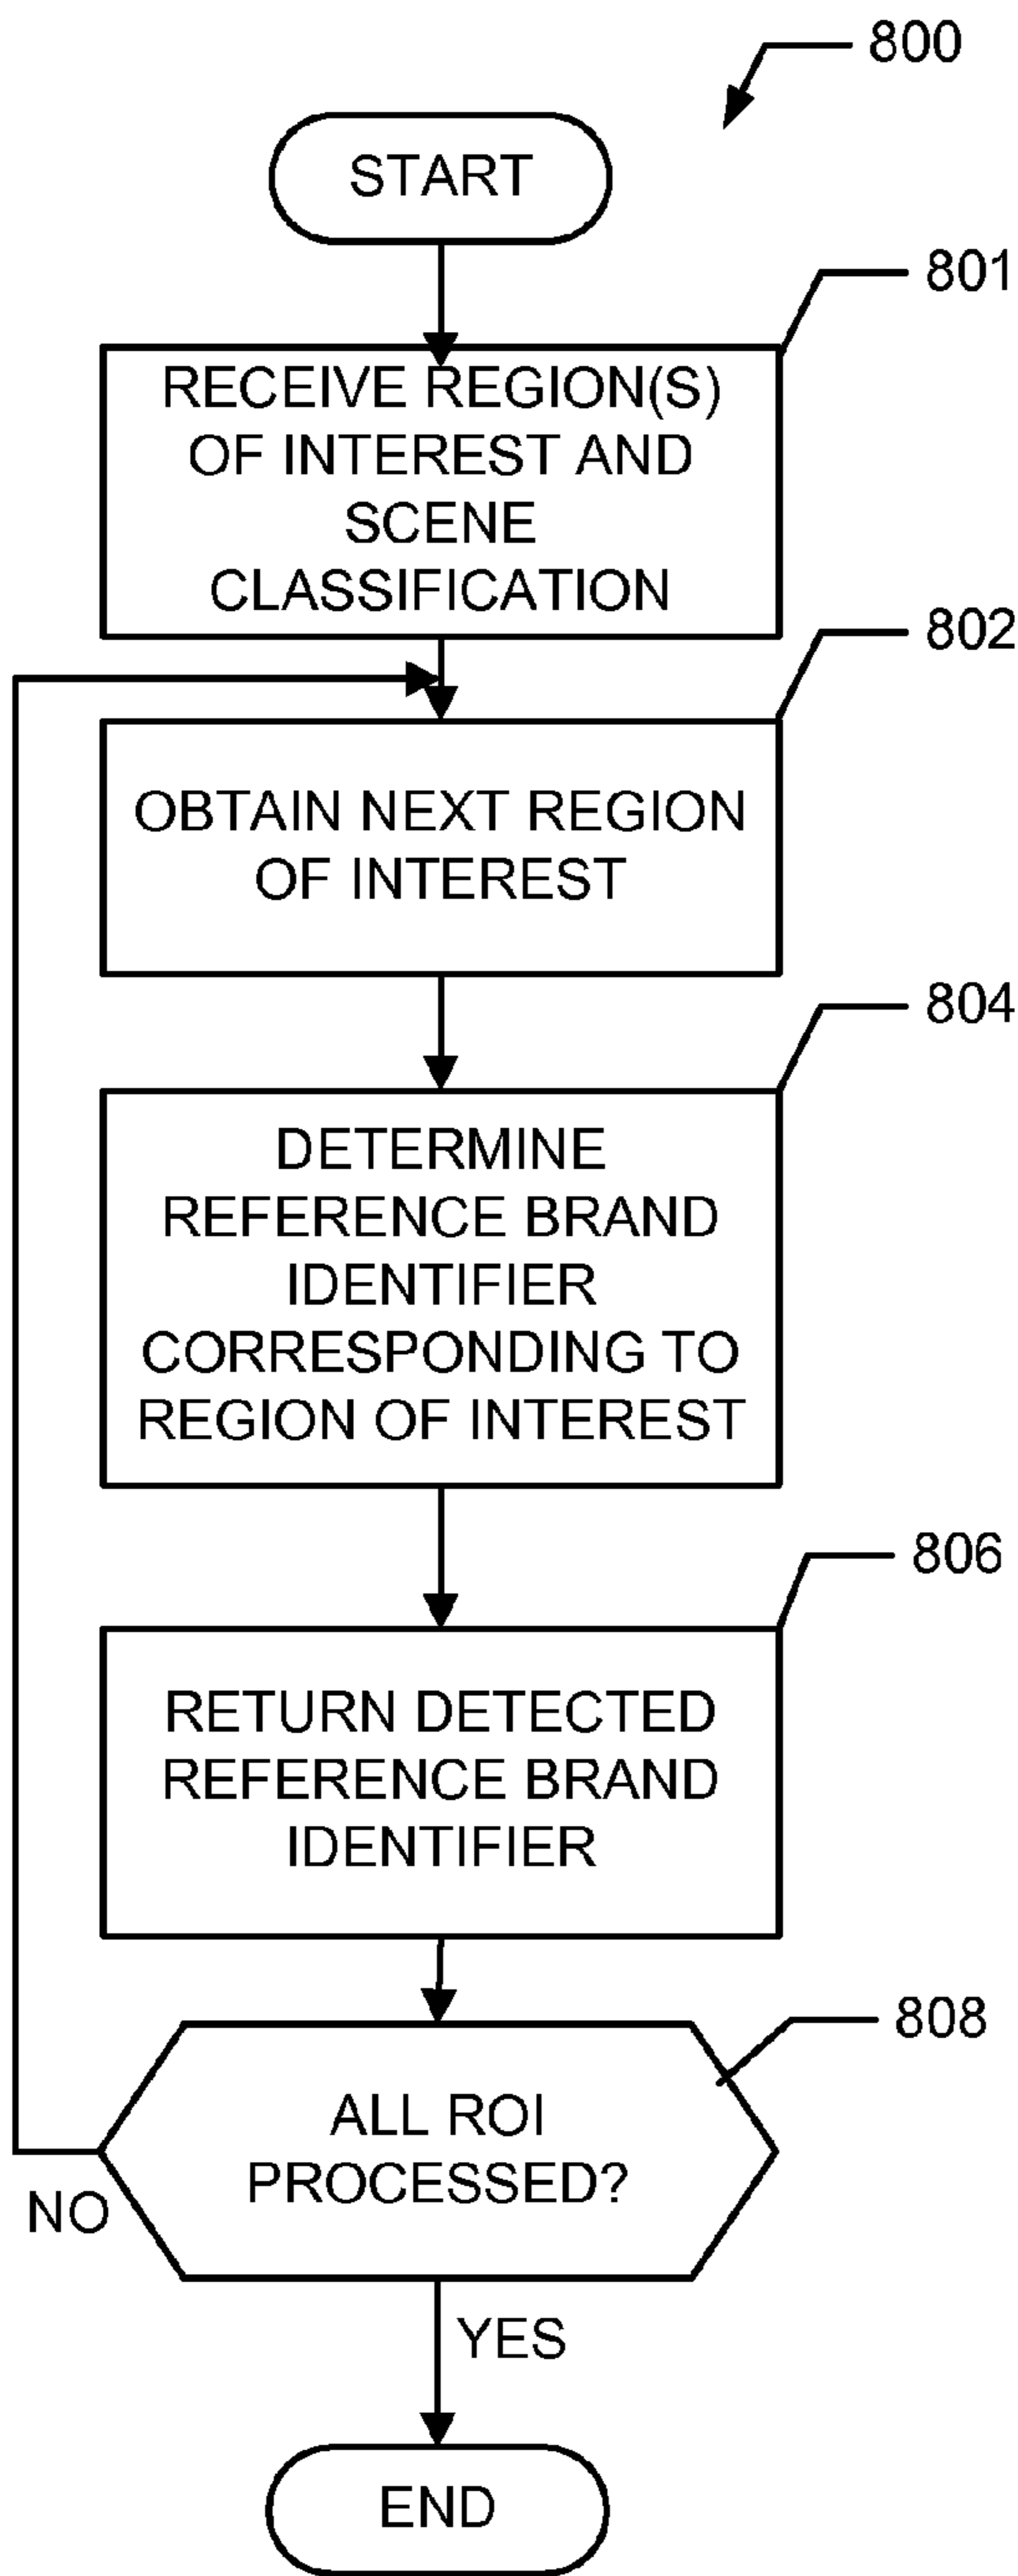 800
START
801
RECEIVE REGION(S)
OF INTEREST AND
SCENE
CLASSIFICATION
802
OBTAIN NEXT REGION
OF INTEREST
804
DETERMINE
REFERENCE BRAND
IDENTIFIER
CORRESPONDING TO
REGION OF INTEREST
806
RETURN DETECTED
REFERENCE BRAND
IDENTIFIER
808
ALL ROI
PROCESSED?
NO
YES
END